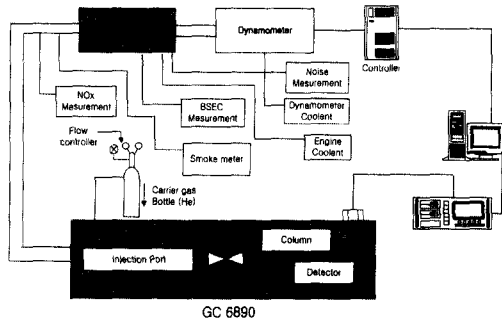 Dynamometer
Controller
Noise
Mesurement
NOx
Mesurement
BSEC
Mesurement
Dynamometer
Coolant
Flow
controller
Smoke meter
Engine
Coolant
Carrier gas
Bottle (He)
Column
Injection Port
Detector
GC 6890